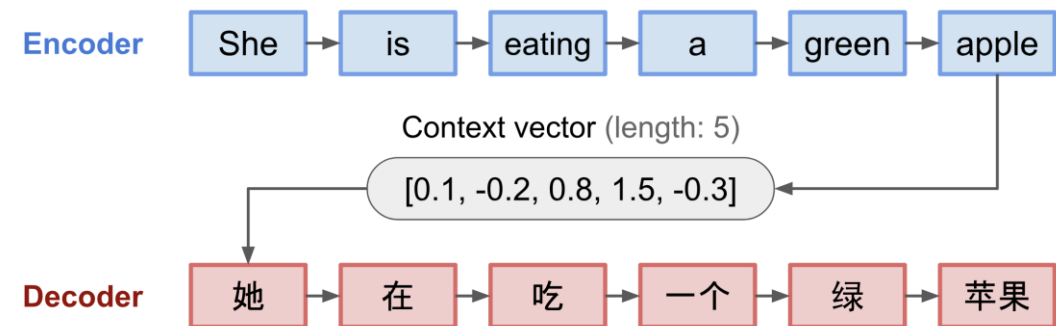 Encoder She is eating a green apple
Context vector (length: 5)
[0.1, -0.2, 0.8, 1.5, -0.3]
Decoder 她 在 吃 一个 绿 苹果